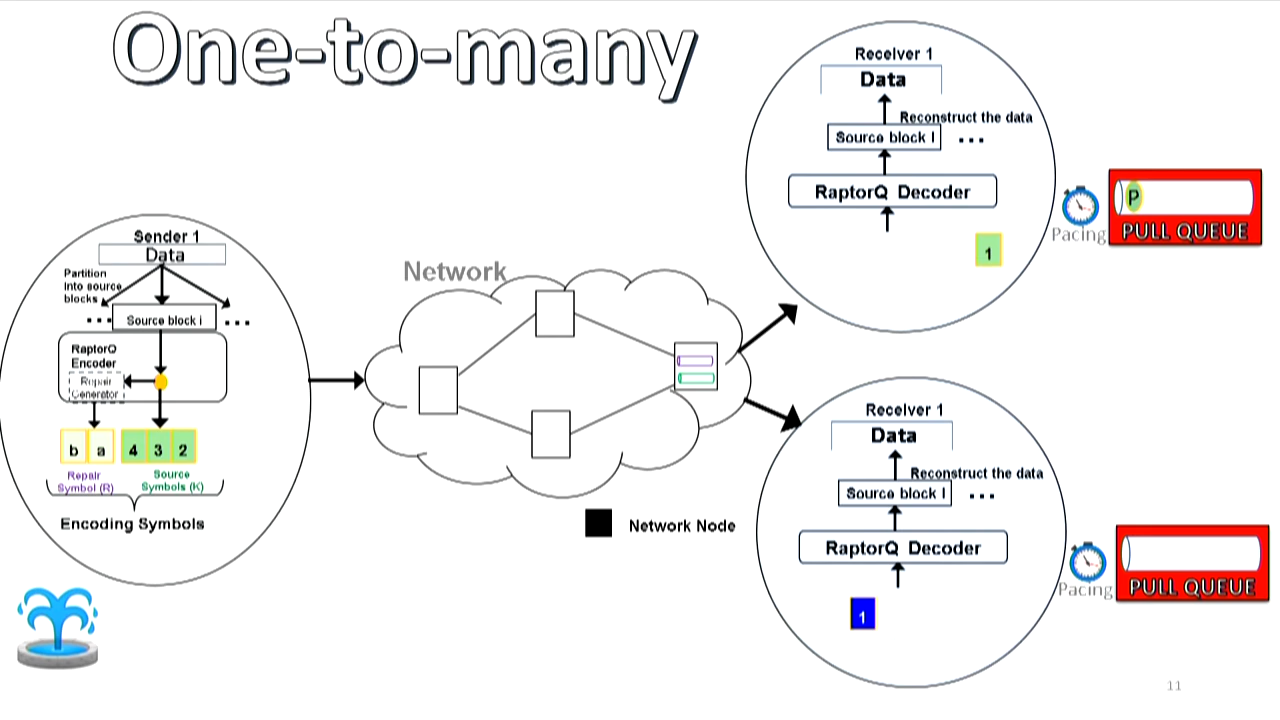 One-to-many
Sender 1
Data
Partition
Into source
blocks
... Source block i ...
RaptorQ
Encoder
Repair
Generator
b a 4 3 2
Repair
Symbol (R)
Source
Symbols (K)
Encoding Symbols
Network
Network Node
Receiver 1
Data
Reconstruct the data
Source block I ...
RaptorQ Decoder
1
Pacing
P
PULL QUEUE
Receiver 1
Data
Reconstruct the data
Source block I ...
RaptorQ Decoder
1
Pacing
PULL QUEUE
11